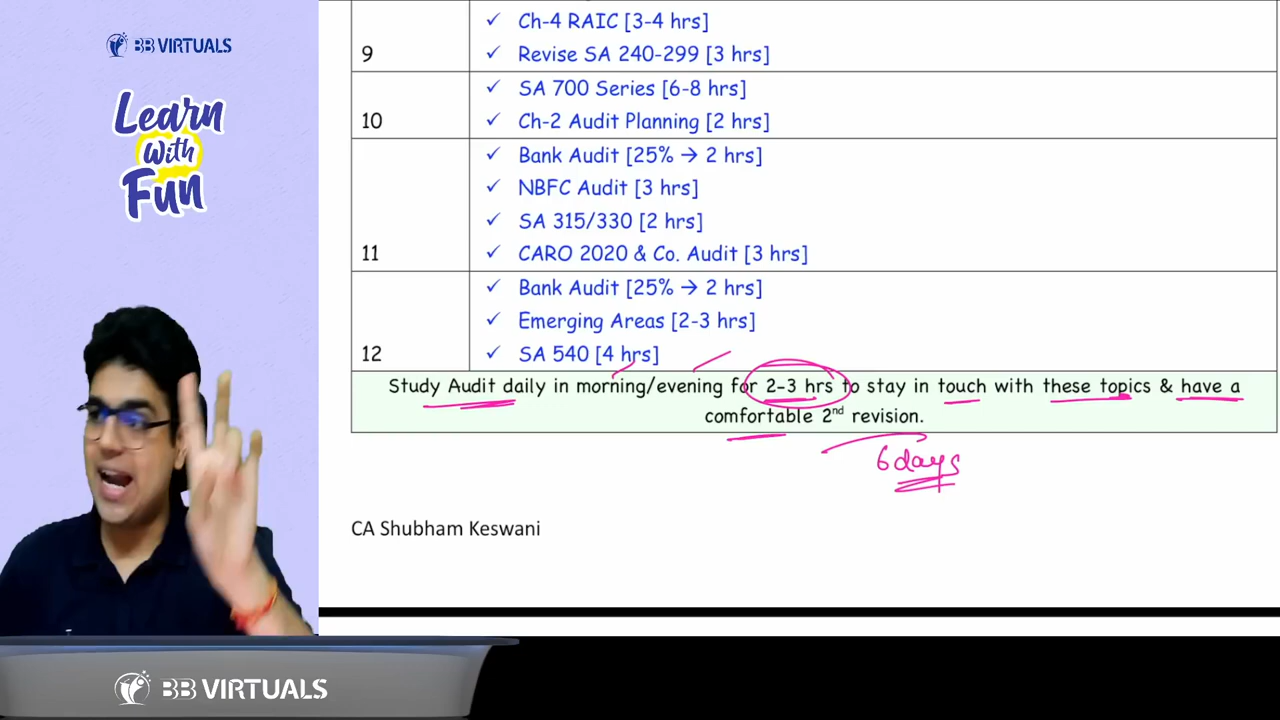 BB VIRTUALS
Learn
With
Fun
✓ Ch-4 RAIC [3-4 hrs]
9 ✓ Revise SA 240-299 [3 hrs]
✓ SA 700 Series [6-8 hrs]
10 ✓ Ch-2 Audit Planning [2 hrs]
✓ Bank Audit [25% → 2 hrs]
✓ NBFC Audit [3 hrs]
✓ SA 315/330 [2 hrs]
11 ✓ CARO 2020 & Co. Audit [3 hrs]
✓ Bank Audit [25% → 2 hrs]
✓ Emerging Areas [2-3 hrs]
12 ✓ SA 540 [4 hrs]
Study Audit daily in morning/evening for 2-3 hrs to stay in touch with these topics & have a
comfortable 2nd revision.
6 days
CA Shubham Keswani
BB VIRTUALS